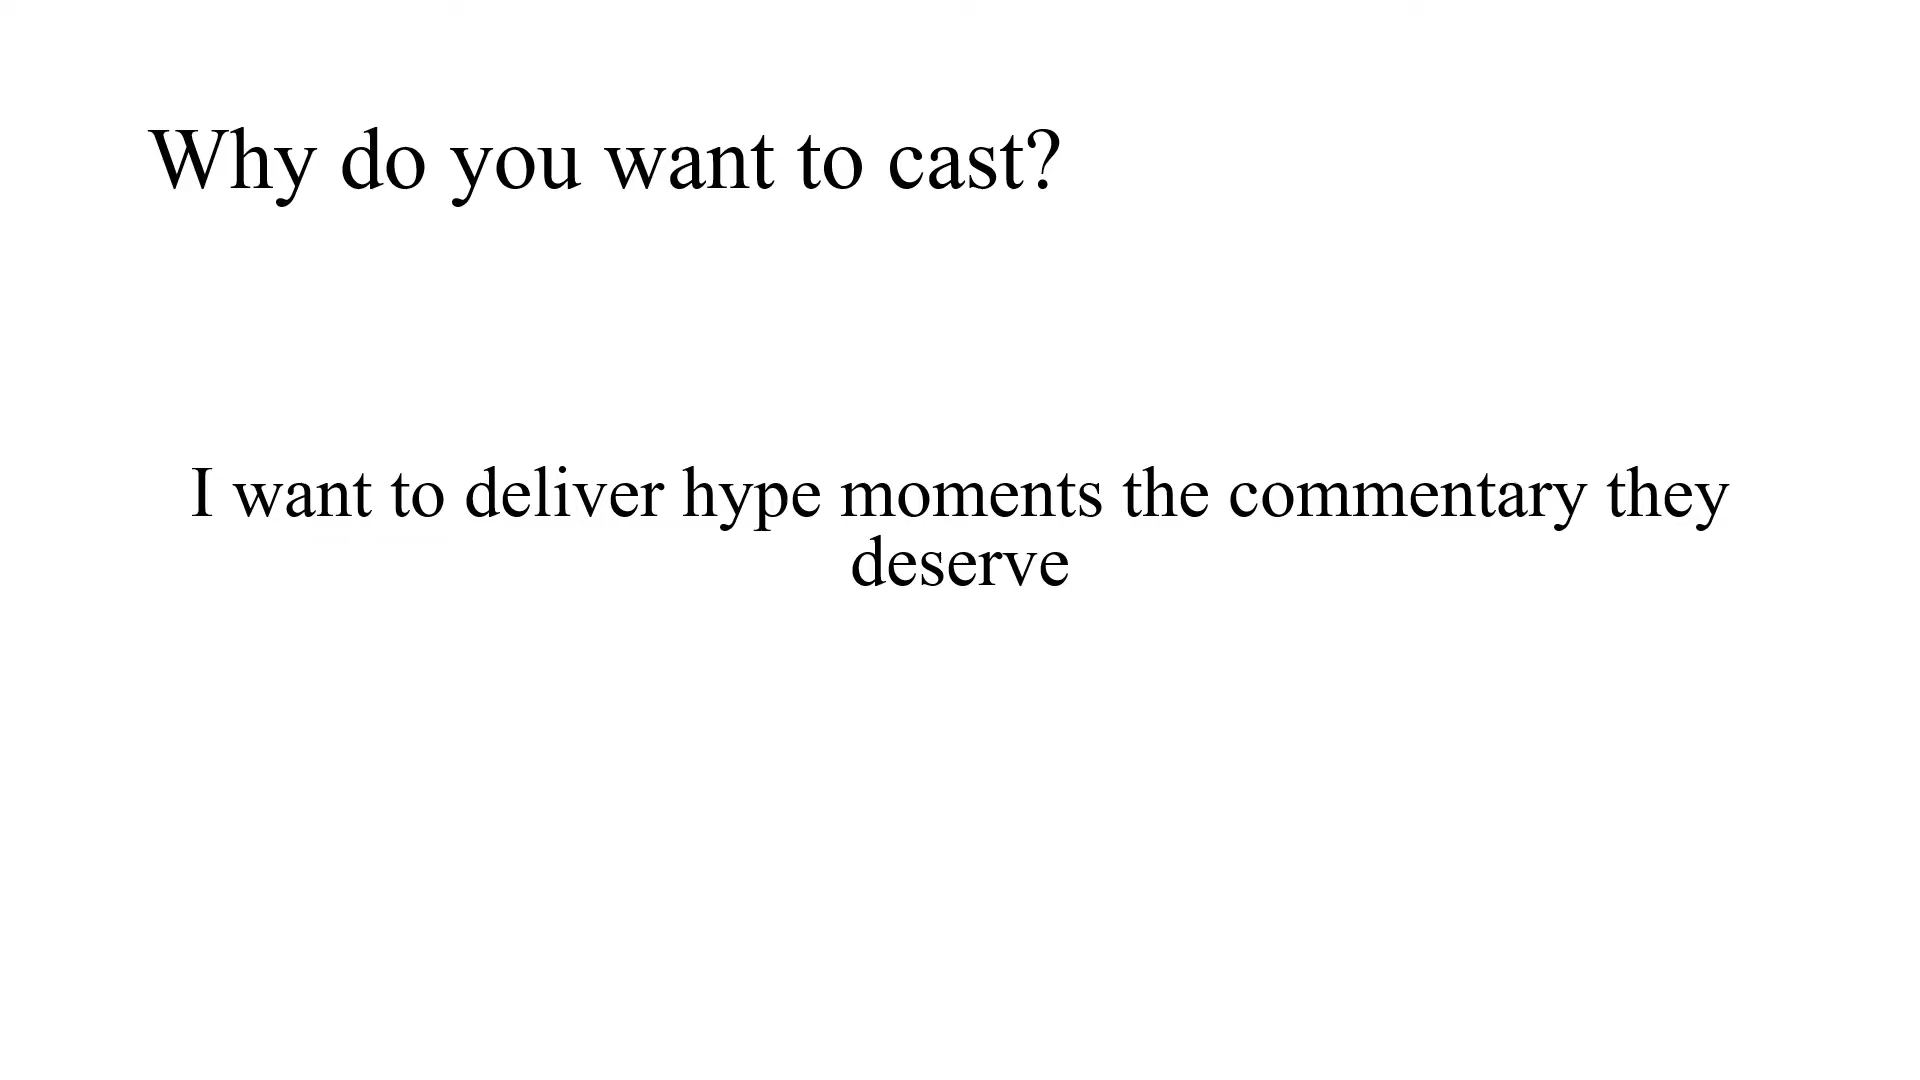 Why do you want to cast?
I want to deliver hype moments the commentary they
deserve